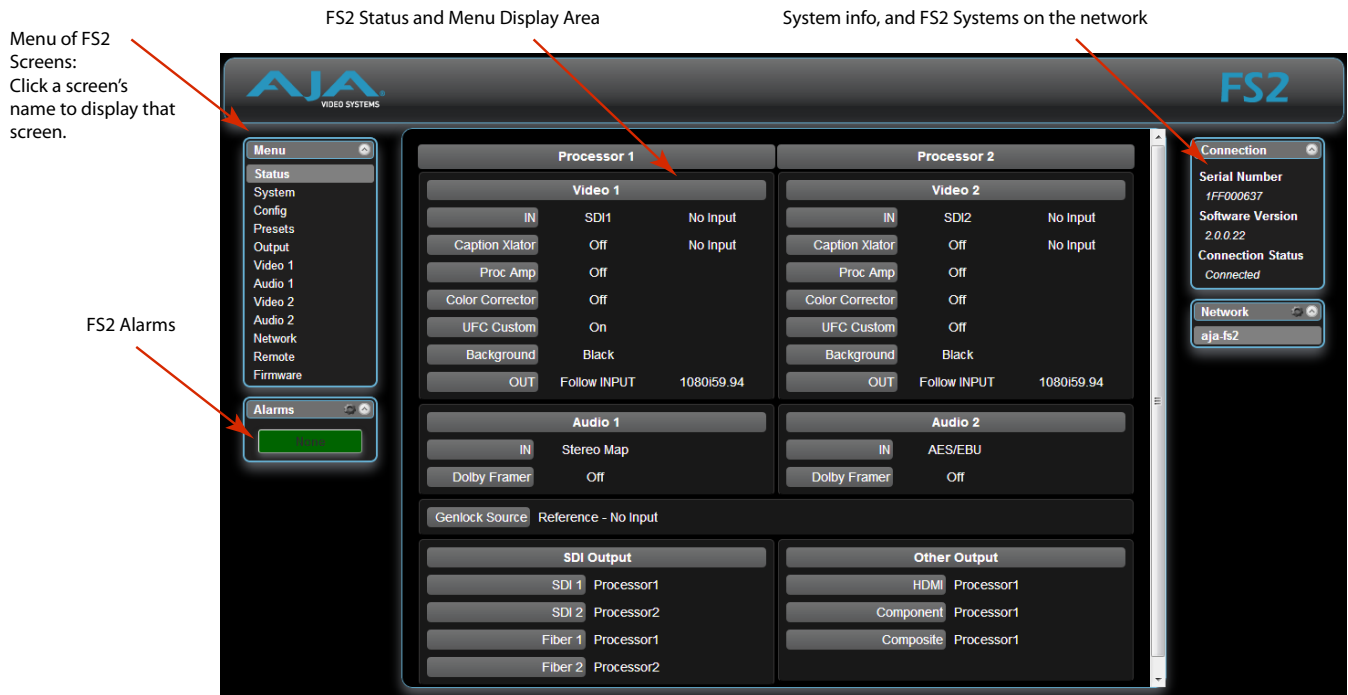 FS2 Status and Menu Display Area
System info, and FS2 Systems on the network
Menu of FS2
Screens:
Click a screen's
name to display that
screen.
FS2 Alarms
AJA
VIDEO SYSTEMS
FS2
Menu
Status
System
Config
Presets
Output
Video 1
Audio 1
Video 2
Audio 2
Network
Remote
Firmware
Alarms
None
Processor 1
Video 1
IN SDI1 No Input
Caption Xlator Off No Input
Proc Amp Off
Color Corrector Off
UFC Custom On
Background Black
OUT Follow INPUT 1080i59.94
Audio 1
IN Stereo Map
Dolby Framer Off
Processor 2
Video 2
IN SDI2 No Input
Caption Xlator Off No Input
Proc Amp Off
Color Corrector Off
UFC Custom Off
Background Black
OUT Follow INPUT 1080i59.94
Audio 2
IN AES/EBU
Dolby Framer Off
Genlock Source Reference - No Input
SDI Output
SDI 1 Processor1
SDI 2 Processor2
Fiber 1 Processor1
Fiber 2 Processor2
Other Output
HDMI Processor1
Component Processor1
Composite Processor1
Connection
Serial Number
1FF000637
Software Version
2.0.0.22
Connection Status
Connected
Network
aja-fs2